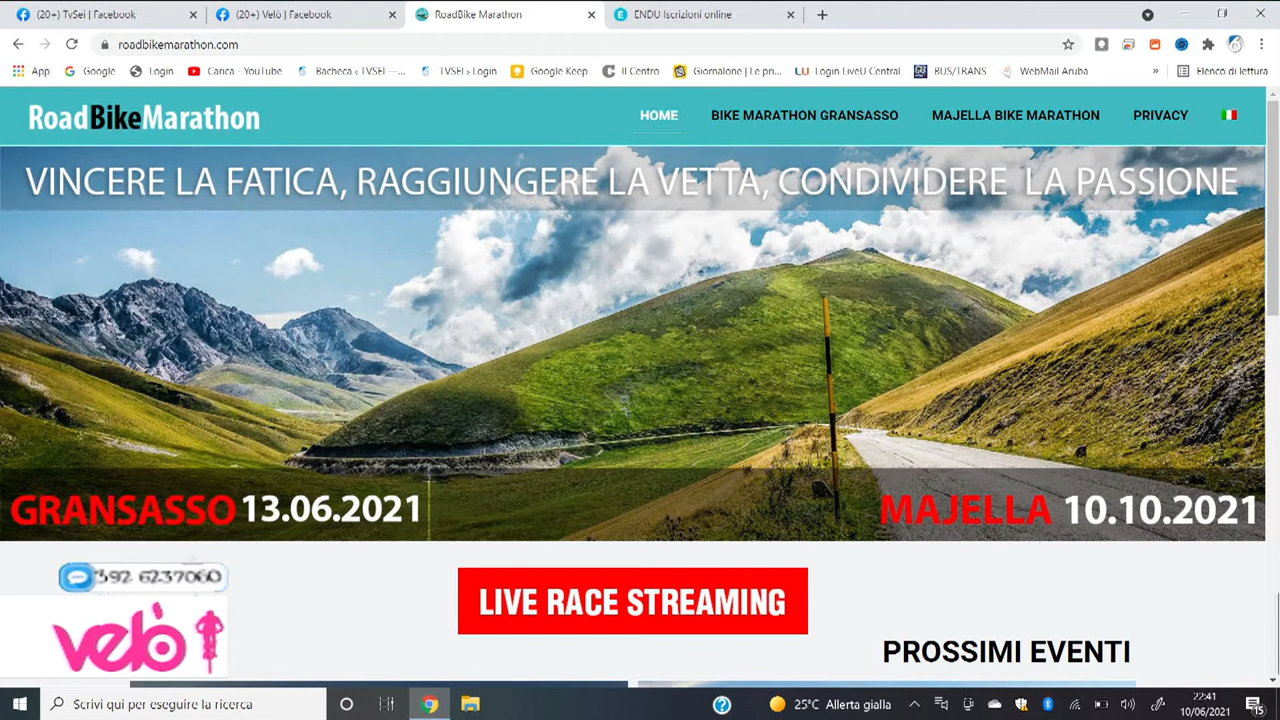 (20+) TvSei | Facebook
(20+) Velò | Facebook
RoadBike Marathon
ENDU Iscrizioni online
roadbikemarathon.com
App
Google
Login
Carica - YouTube
Bacheca ‹ TVSEI —...
TVSEI › Login
Google Keep
Il Centro
Giornalone | Le pri...
LU Login LiveU Central
BUS/TRANS
WebMail Aruba
»
Elenco di lettura
RoadBikeMarathon
HOME
BIKE MARATHON GRANSASSO
MAJELLA BIKE MARATHON
PRIVACY
VINCERE LA FATICA, RAGGIUNGERE LA VETTA, CONDIVIDERE LA PASSIONE
GRANSASSO 13.06.2021
MAJELLA 10.10.2021
392 6237060
velò
LIVE RACE STREAMING
PROSSIMI EVENTI
Scrivi qui per eseguire la ricerca
25°C Allerta gialla
22:41
10/06/2021
15